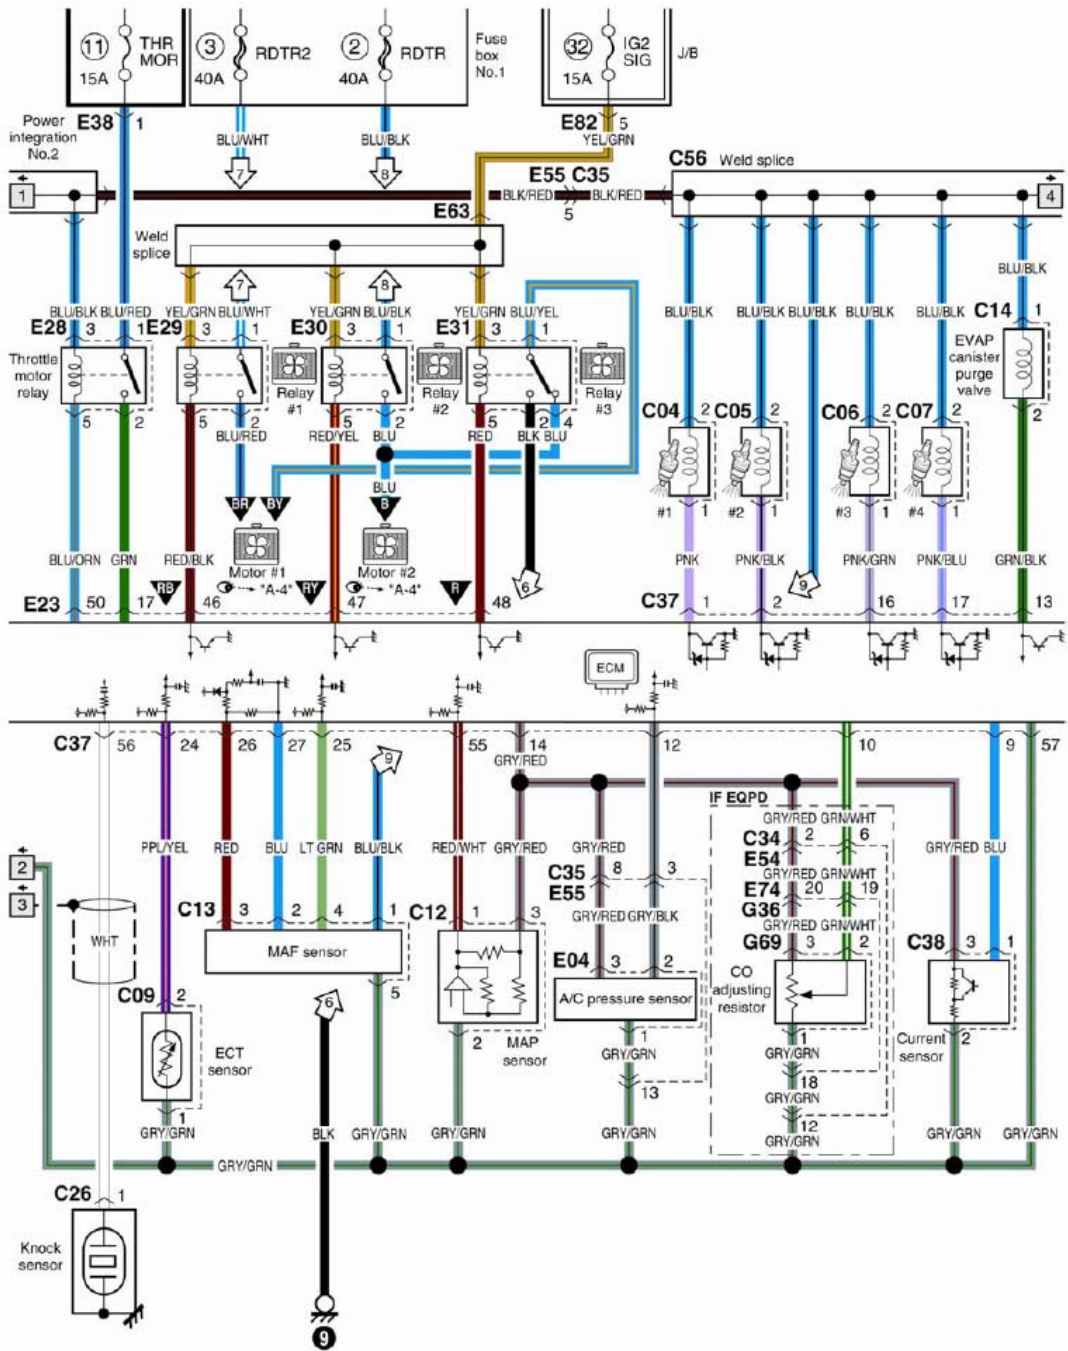 11 THR MOR
15A
3 RDTR2
40A
2 RDTR
40A
Fuse box No.1
32 IG2 SIG
15A
J/B
Power integration No.2
E38 1
BLU/WHT
7
BLU/BLK
8
E82 5
YEL/GRN
C56 Weld splice
1
E55 C35
BLK/RED BLK/RED
5
4
E63
Weld splice
7
8
BLU/BLK BLU/RED YEL/GRN BLU/WHT YEL/GRN BLU/BLK YEL/GRN BLU/YEL
BLU/BLK BLU/BLK BLU/BLK BLU/BLK BLU/BLK
BLU/BLK
E28 3 1 E29 3 1 E30 3 1 E31 3 1
C14 1
Throttle motor relay
Relay #1
Relay #2
Relay #3
EVAP canister purge valve
2
5 2 5 2 5 2 5 2 4
BLU/RED RED/YEL BLU RED BLK BLU
C04 2 C05 2 C06 2 C07 2
BLU
BR BY B
#1 1 #2 1 #3 1 #4 1
BLU/ORN GRN RED/BLK
Motor #1
"A-4"
Motor #2
"A-4"
RB RY R
6
PNK PNK/BLK PNK/GRN PNK/BLU GRN/BLK
9
E23 50 17 46 47 48
C37 1 2 16 17 13
ECM
C37 56 24 26 27 25 55 14 12 10 9 57
9
GRY/RED
IF EQPD
GRY/RED GRN/WHT
C34 2 6
E54
PPL/YEL RED BLU LT GRN BLU/BLK RED/WHT GRY/RED GRY/RED GRY/RED BLU
2
3
C35 8 3
E55
GRY/RED GRN/WHT
E74 20 19
G36
GRY/RED GRY/BLK
GRY/RED GRN/WHT
C13 3 2 4 1
C12 1 3
G69 3 2
C38 3 1
WHT
MAF sensor
5
E04 3 2
A/C pressure sensor
CO adjusting resistor
C09 2
6
2 MAP sensor
1
GRY/GRN
13
1
GRY/GRN
18
GRY/GRN
12
GRY/GRN
Current sensor
2
ECT sensor
1
GRY/GRN BLK GRY/GRN GRY/GRN GRY/GRN GRY/GRN GRY/GRN
GRY/GRN
C26 1
Knock sensor
9